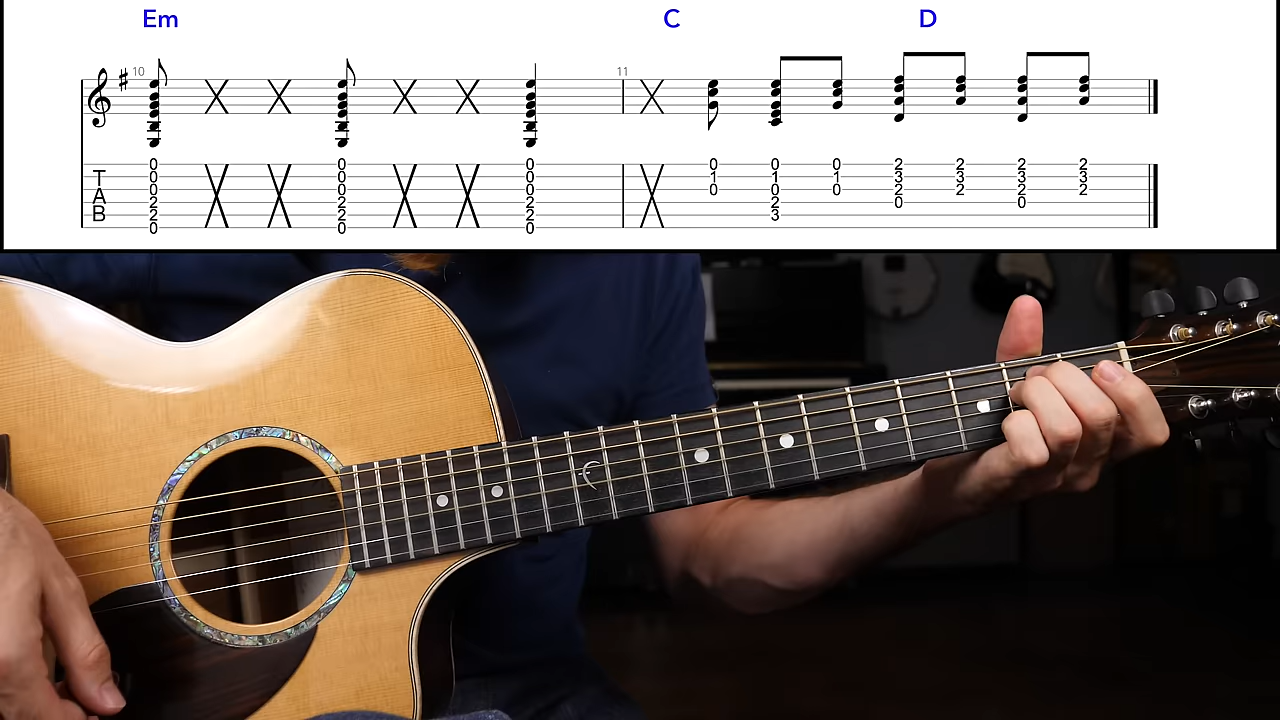 Em C D
10 11
0 0 0 0 0 0 2 2 2 2
T 0 0 0 1 1 1 3 3 3 3
0 0 0 0 0 0 2 2 2 2
A 2 2 2 2 0 0
B 2 2 2 3
0 0 0